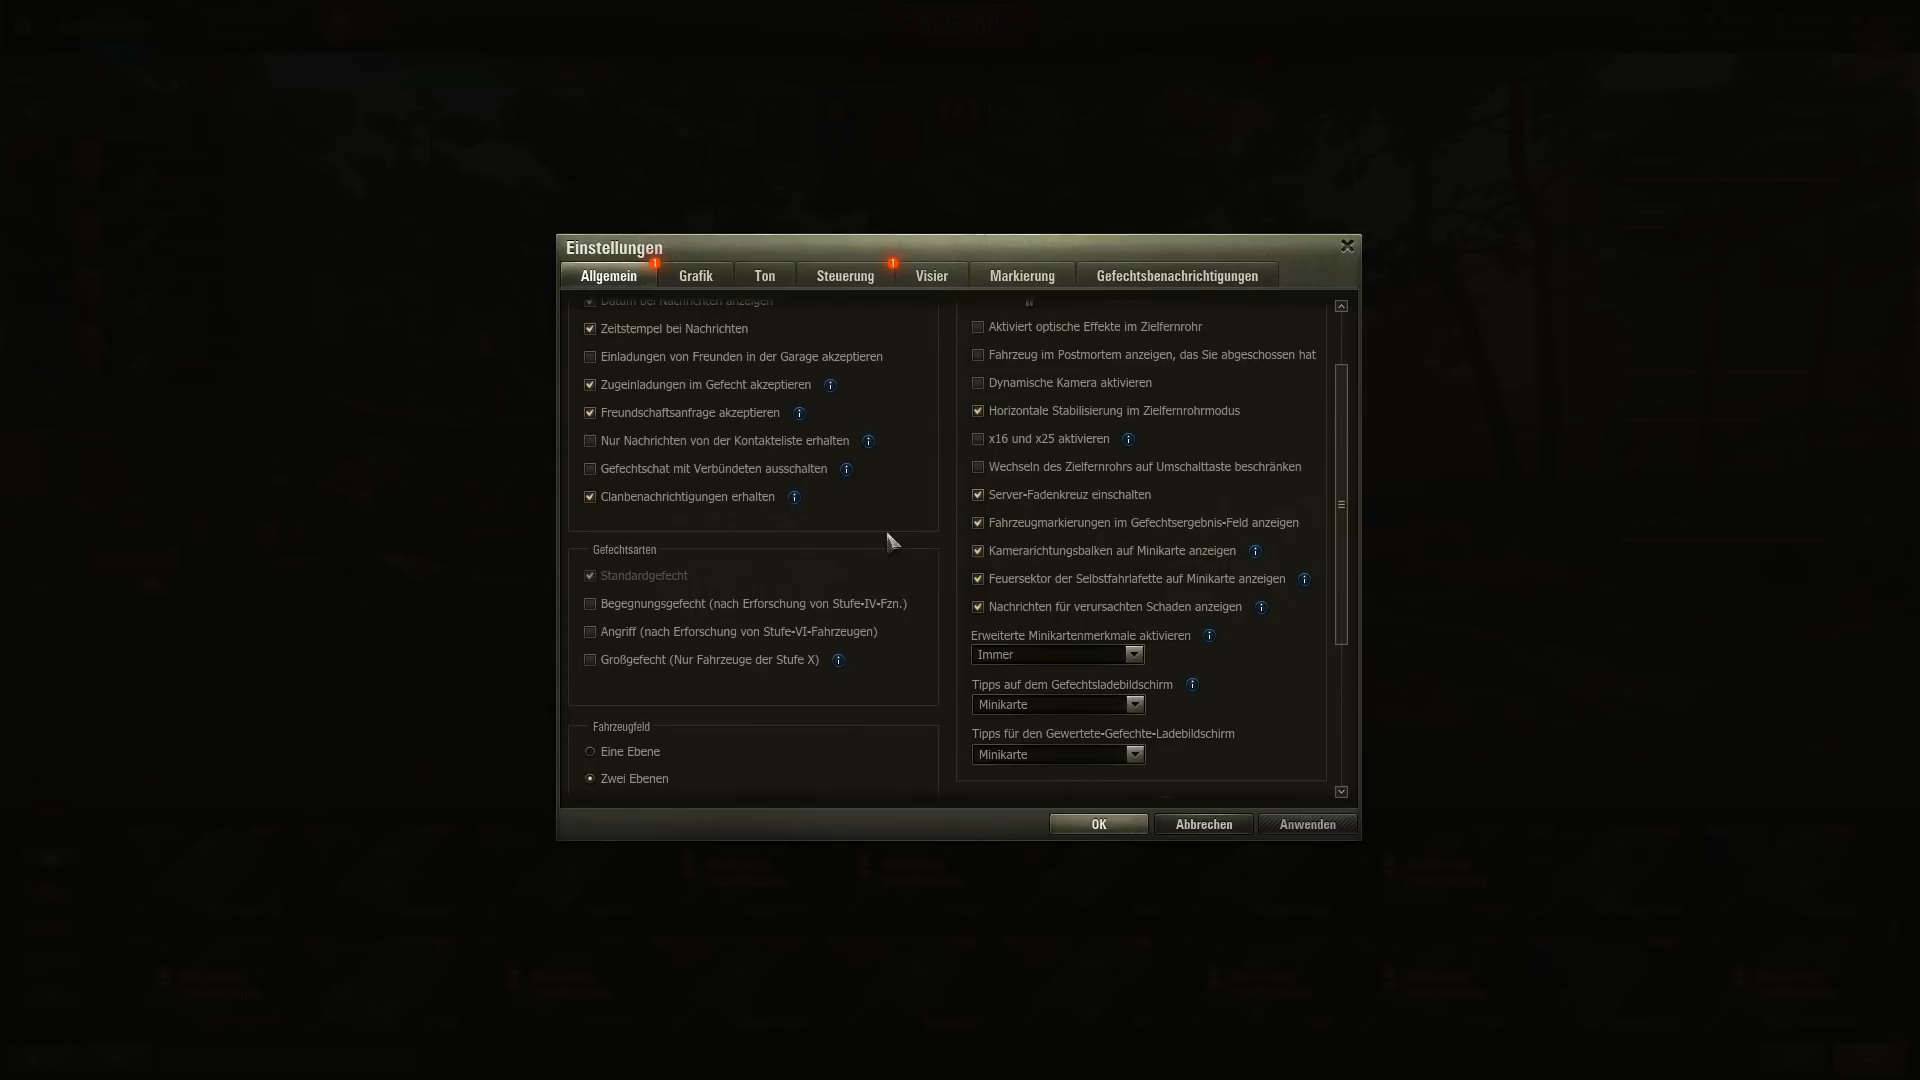 Einstellungen
Allgemein 1 Grafik Ton Steuerung 1 Visier Markierung Gefechtsbenachrichtigungen
Datum bei Nachrichten anzeigen
Zeitstempel bei Nachrichten
Einladungen von Freunden in der Garage akzeptieren
Zugeinladungen im Gefecht akzeptieren
Freundschaftsanfrage akzeptieren
Nur Nachrichten von der Kontakteliste erhalten
Gefechtschat mit Verbündeten ausschalten
Clanbenachrichtigungen erhalten
Gefechtsarten
Standardgefecht
Begegnungsgefecht (nach Erforschung von Stufe-IV-Fzn.)
Angriff (nach Erforschung von Stufe-VI-Fahrzeugen)
Großgefecht (Nur Fahrzeuge der Stufe X)
Fahrzeugfeld
Eine Ebene
Zwei Ebenen
Aktiviert optische Effekte im Zielfernrohr
Fahrzeug im Postmortem anzeigen, das Sie abgeschossen hat
Dynamische Kamera aktivieren
Horizontale Stabilisierung im Zielfernrohrmodus
x16 und x25 aktivieren
Wechseln des Zielfernrohrs auf Umschalttaste beschränken
Server-Fadenkreuz einschalten
Fahrzeugmarkierungen im Gefechtsergebnis-Feld anzeigen
Kamerarichtungsbalken auf Minikarte anzeigen
Feuersektor der Selbstfahrlafette auf Minikarte anzeigen
Nachrichten für verursachten Schaden anzeigen
Erweiterte Minikartenmerkmale aktivieren
Immer
Tipps auf dem Gefechtsladebildschirm
Minikarte
Tipps für den Gewertete-Gefechte-Ladebildschirm
Minikarte
OK Abbrechen Anwenden